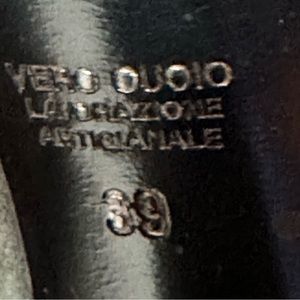 VERO CUOIO
LAVORAZIONE
ARTIGIANALE
39